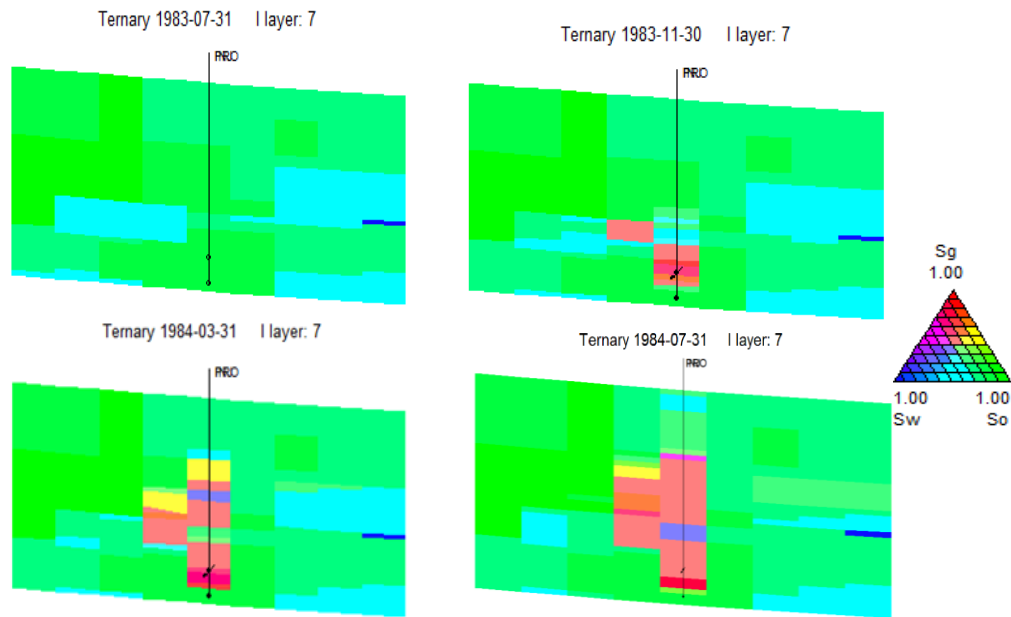 Ternary 1983-07-31 I layer: 7
Ternary 1983-11-30 I layer: 7
Sg
1.00
1.00 1.00
Sw So
Ternary 1984-03-31 I layer: 7
Ternary 1984-07-31 I layer: 7